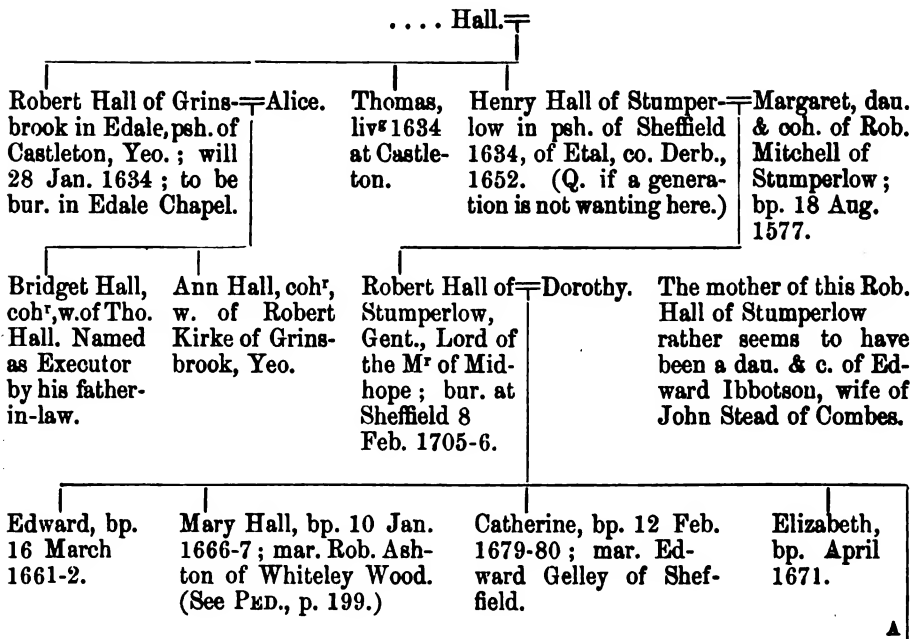 .... Hall.
Robert Hall of Grins-
brook in Edale, psh. of
Castleton, Yeo.; will
28 Jan. 1634; to be
bur. in Edale Chapel.
Alice.
Thomas,
livg 1634
at Castle-
ton.
Henry Hall of Stumper-
low in psh. of Sheffield
1634, of Etal, co. Derb.,
1652. (Q. if a genera-
tion is not wanting here.)
Margaret, dau.
& coh. of Rob.
Mitchell of
Stumperlow;
bp. 18 Aug.
1577.
Bridget Hall,
cohr, w. of Tho.
Hall. Named
as Executor
by his father-
in-law.
Ann Hall, cohr,
w. of Robert
Kirke of Grins-
brook, Yeo.
Robert Hall of
Stumperlow,
Gent., Lord of
the Mr of Mid-
hope; bur. at
Sheffield 8
Feb. 1705-6.
Dorothy.
The mother of this Rob.
Hall of Stumperlow
rather seems to have
been a dau. & c. of Ed-
ward Ibbotson, wife of
John Stead of Combes.
Edward, bp.
16 March
1661-2.
Mary Hall, bp. 10 Jan.
1666-7; mar. Rob. Ash-
ton of Whiteley Wood.
(See PED., p. 199.)
Catherine, bp. 12 Feb.
1679-80; mar. Ed-
ward Gelley of Shef-
field.
Elizabeth,
bp. April
1671.
A